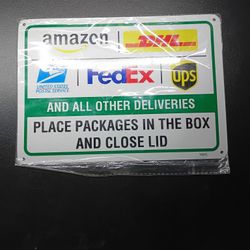 amazon DHL
UNITED STATES POSTAL SERVICE FedEx ups
AND ALL OTHER DELIVERIES
PLACE PACKAGES IN THE BOX
AND CLOSE LID